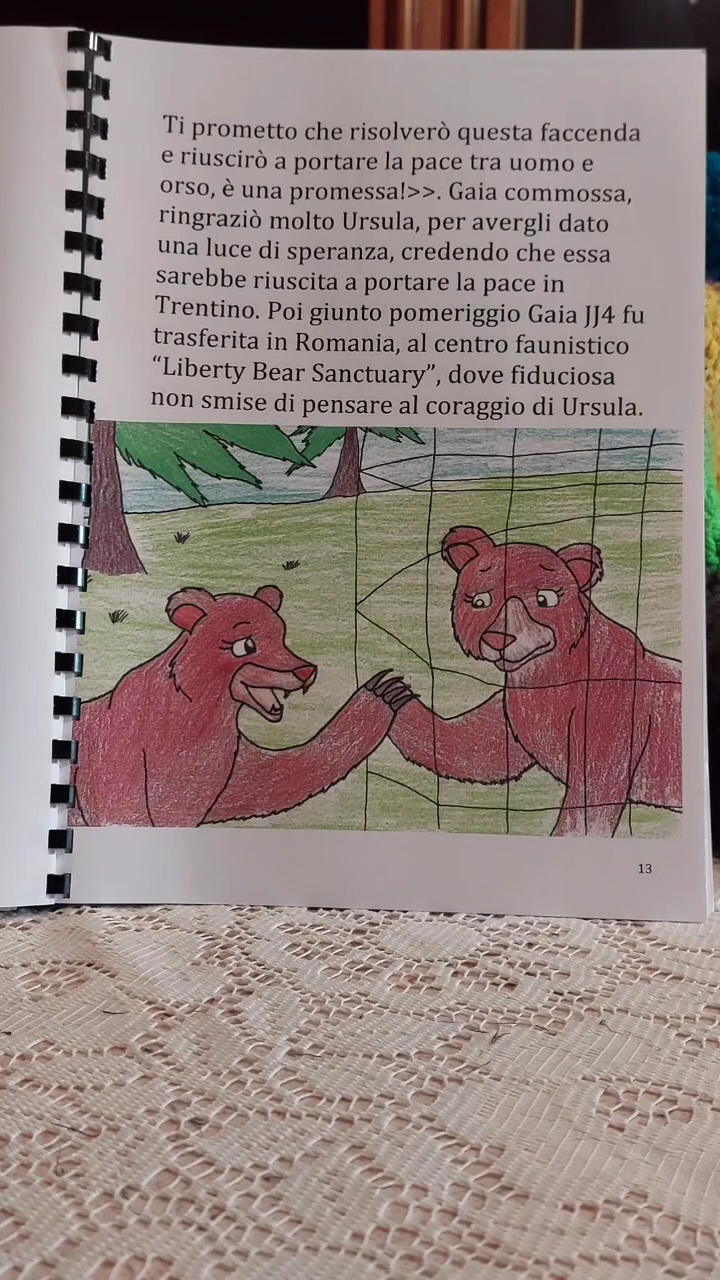 Ti prometto che risolverò questa faccenda
e riuscirò a portare la pace tra uomo e
orso, è una promessa!>>. Gaia commossa,
ringraziò molto Ursula, per avergli dato
una luce di speranza, credendo che essa
sarebbe riuscita a portare la pace in
Trentino. Poi giunto pomeriggio Gaia JJ4 fu
trasferita in Romania, al centro faunistico
“Liberty Bear Sanctuary”, dove fiduciosa
non smise di pensare al coraggio di Ursula.
13